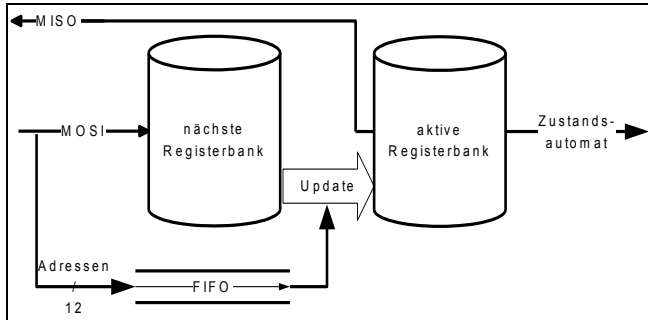 MISO
MOSI
nächste
Registerbank
aktive
Registerbank
Zustands-
automat
Update
Adressen
12
FIFO